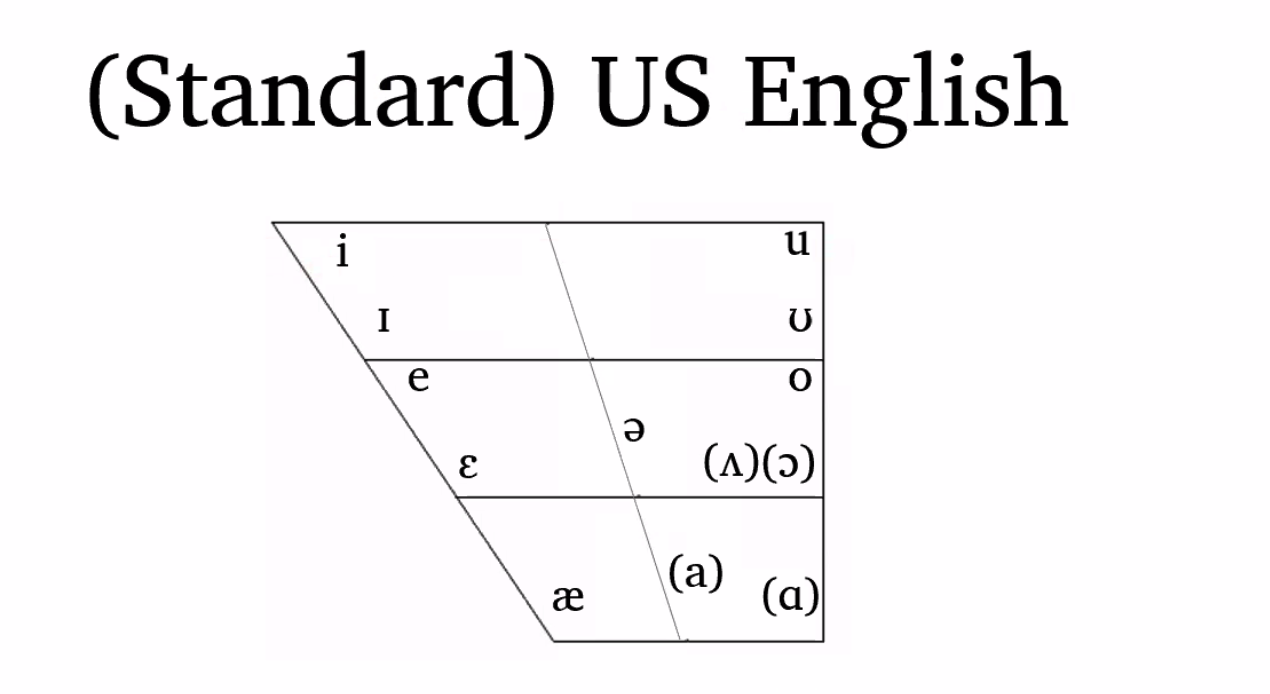 (Standard) US English
i u
ɪ ʊ
e o
ə
ɛ (ʌ)(ɔ)
(a)
æ (ɑ)